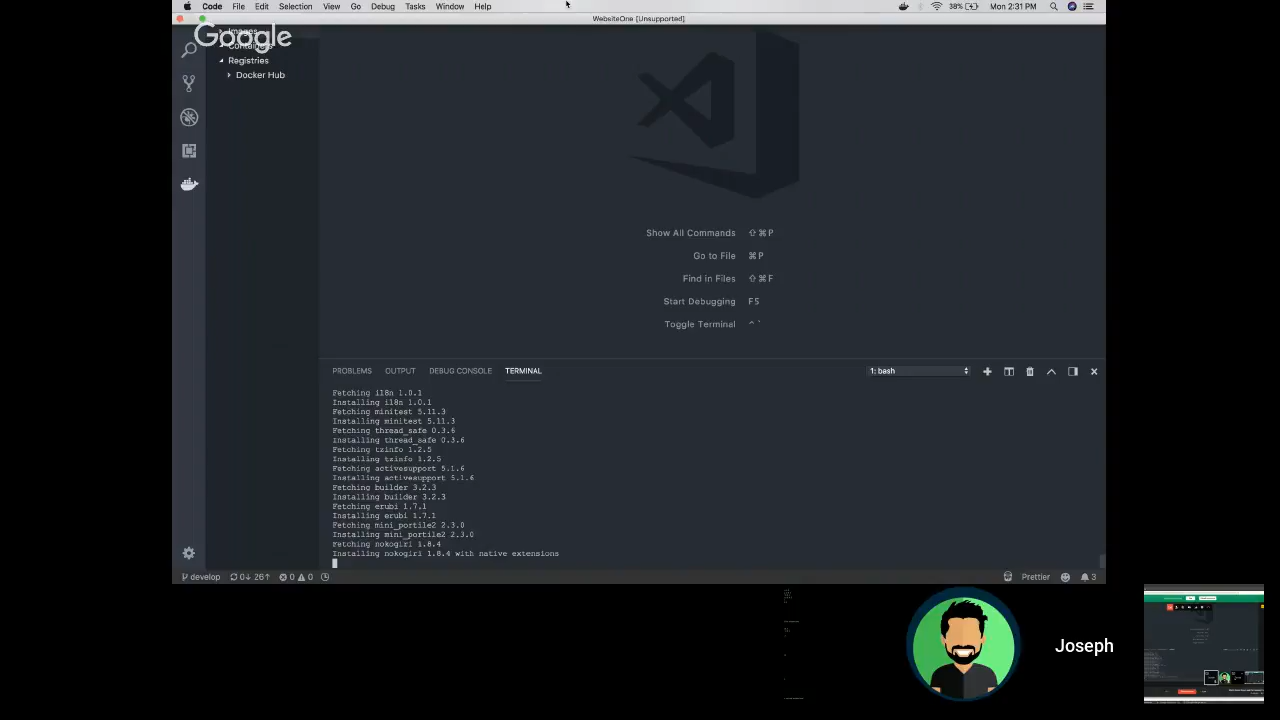 Code File Edit Selection View Go Debug Tasks Window Help 38% Mon 2:31 PM
WebsiteOne [Unsupported]
Google
Images
Containers
Registries
Docker Hub
Show All Commands ⇧⌘P
Go to File ⌘P
Find in Files ⇧⌘F
Start Debugging F5
Toggle Terminal ⌃`
PROBLEMS OUTPUT DEBUG CONSOLE TERMINAL 1: bash
Fetching i18n 1.0.1
Installing i18n 1.0.1
Fetching minitest 5.11.3
Installing minitest 5.11.3
Fetching thread_safe 0.3.6
Installing thread_safe 0.3.6
Fetching tzinfo 1.2.5
Installing tzinfo 1.2.5
Fetching activesupport 5.1.6
Installing activesupport 5.1.6
Fetching builder 3.2.3
Installing builder 3.2.3
Fetching erubi 1.7.1
Installing erubi 1.7.1
Fetching mini_portile2 2.3.0
Installing mini_portile2 2.3.0
Fetching nokogiri 1.8.4
Installing nokogiri 1.8.4 with native extensions
develop 0↓ 26↑ 0 0 Prettier 3
Joseph